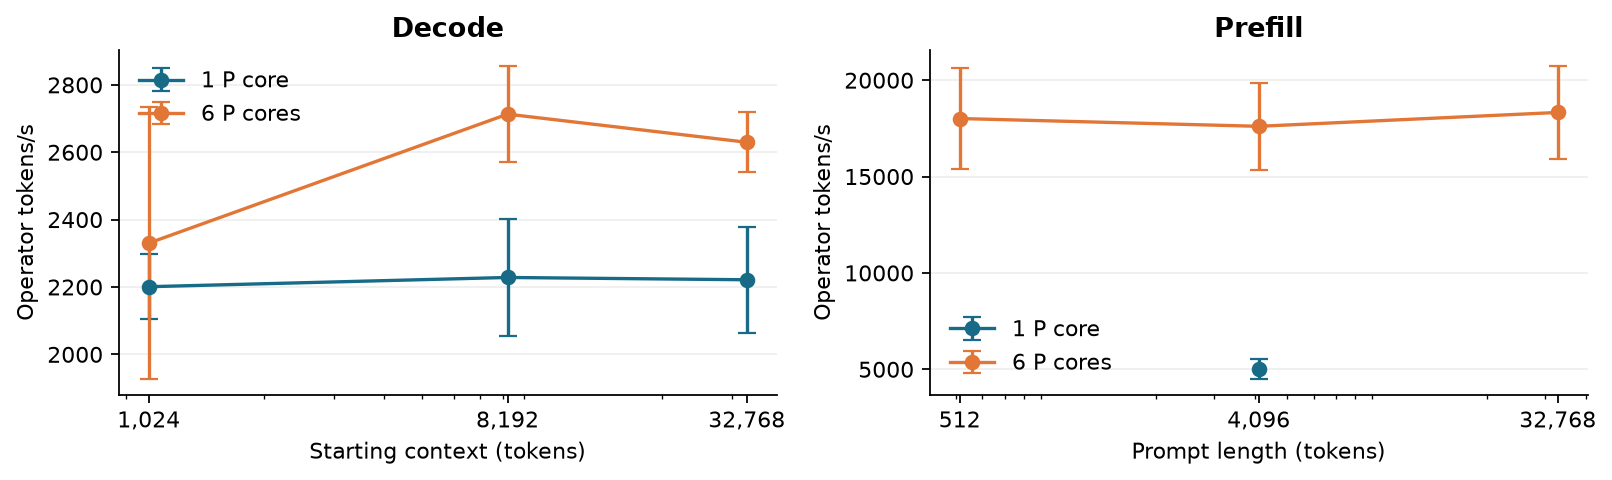 Decode
Operator tokens/s
2800
2600
2400
2200
2000
1 P core
6 P cores
1,024
8,192
32,768
Starting context (tokens)
Prefill
Operator tokens/s
20000
15000
10000
5000
1 P core
6 P cores
512
4,096
32,768
Prompt length (tokens)